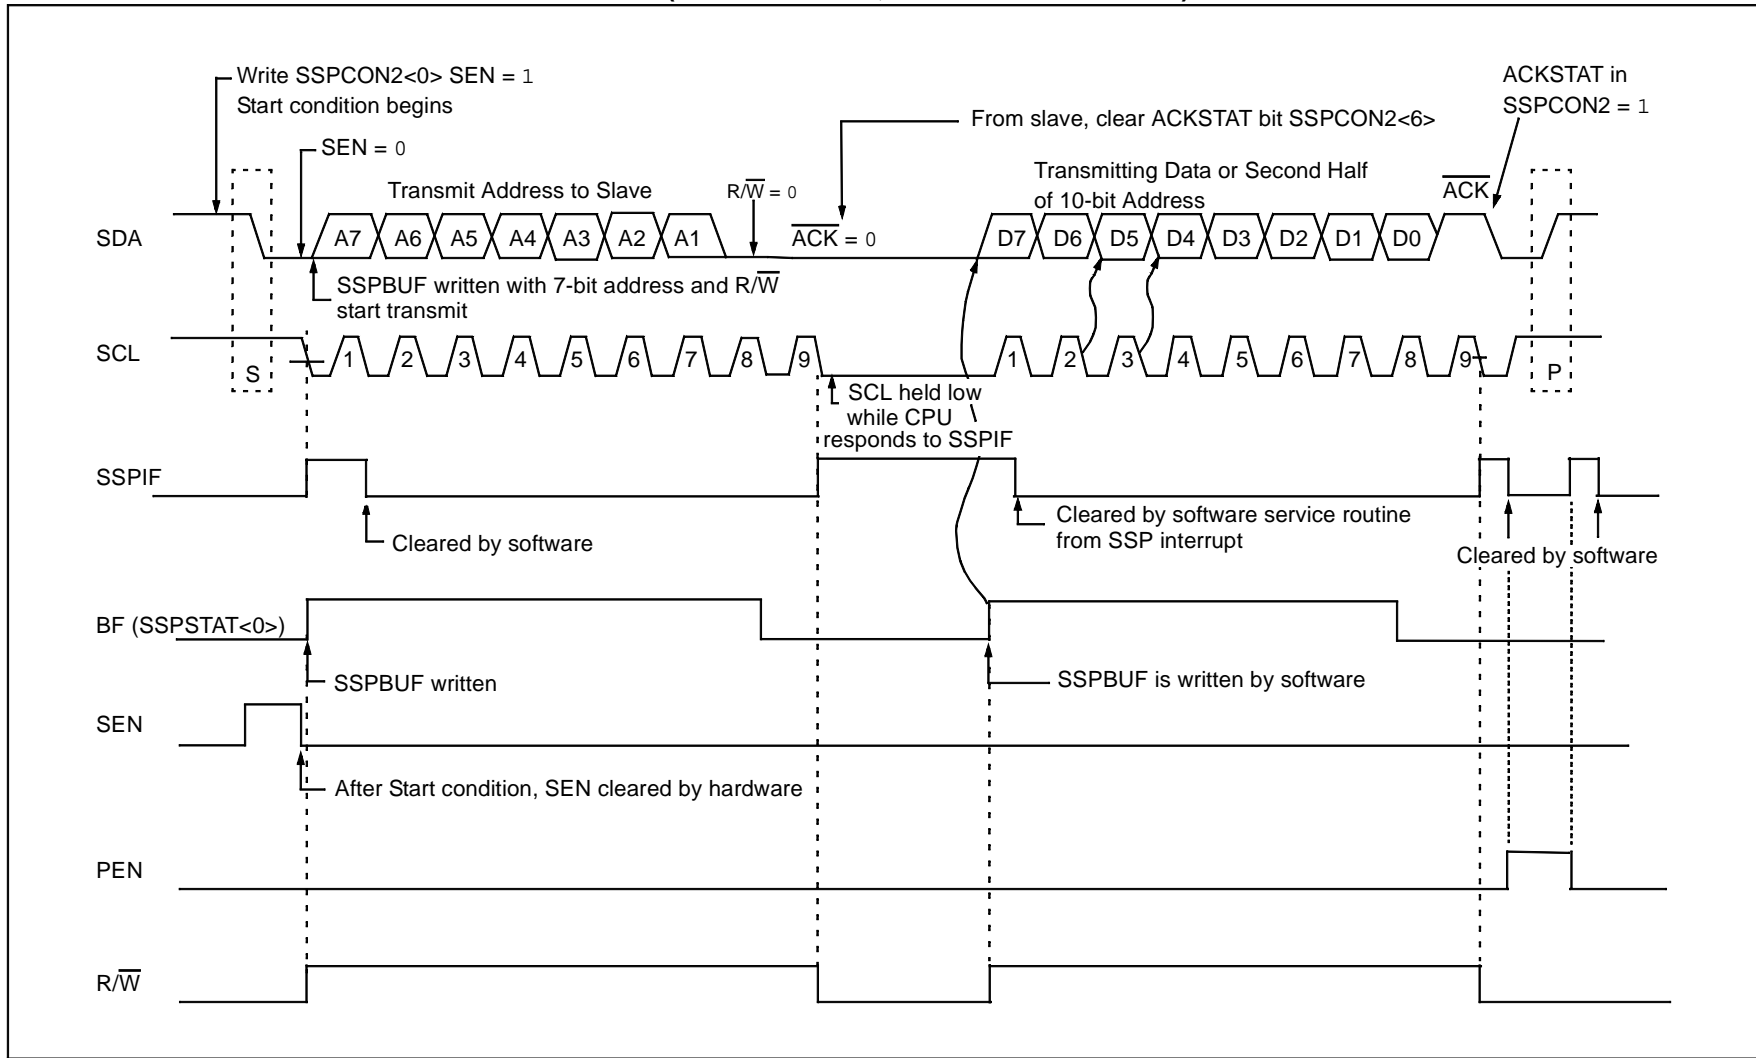 Write SSPCON2<0> SEN = 1
Start condition begins
ACKSTAT in
SSPCON2 = 1
From slave, clear ACKSTAT bit SSPCON2<6>
SEN = 0
Transmit Address to Slave
R/W̅ = 0
Transmitting Data or Second Half
of 10-bit Address
A̅C̅K̅
SDA
A7 A6 A5 A4 A3 A2 A1
A̅C̅K̅ = 0
D7 D6 D5 D4 D3 D2 D1 D0
SSPBUF written with 7-bit address and R/W̅
start transmit
SCL
S
1 2 3 4 5 6 7 8 9
1 2 3 4 5 6 7 8 9
P
SCL held low
while CPU
responds to SSPIF
SSPIF
Cleared by software
Cleared by software service routine
from SSP interrupt
Cleared by software
BF (SSPSTAT<0>)
SSPBUF written
SSPBUF is written by software
SEN
After Start condition, SEN cleared by hardware
PEN
R/W̅